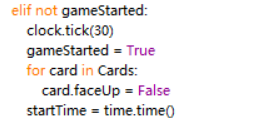 elif not gameStarted:
    clock.tick(30)
    gameStarted = True
    for card in Cards:
        card.faceUp = False
    startTime = time.time()